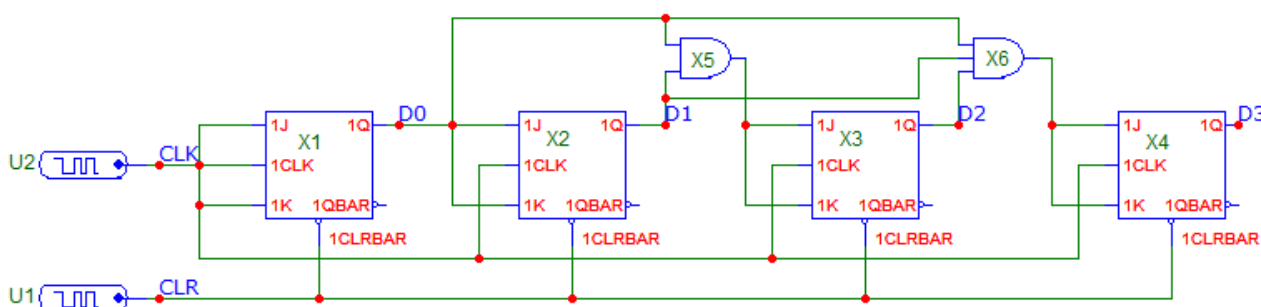 X5
X6
D0
D1
D2
D3
1J
1Q
X1
1J
1Q
X2
1J
1Q
X3
1J
1Q
X4
U2
CLK
1CLK
1CLK
1CLK
1CLK
1K
1QBAR
1K
1QBAR
1K
1QBAR
1K
1QBAR
1CLRBAR
1CLRBAR
1CLRBAR
1CLRBAR
U1
CLR